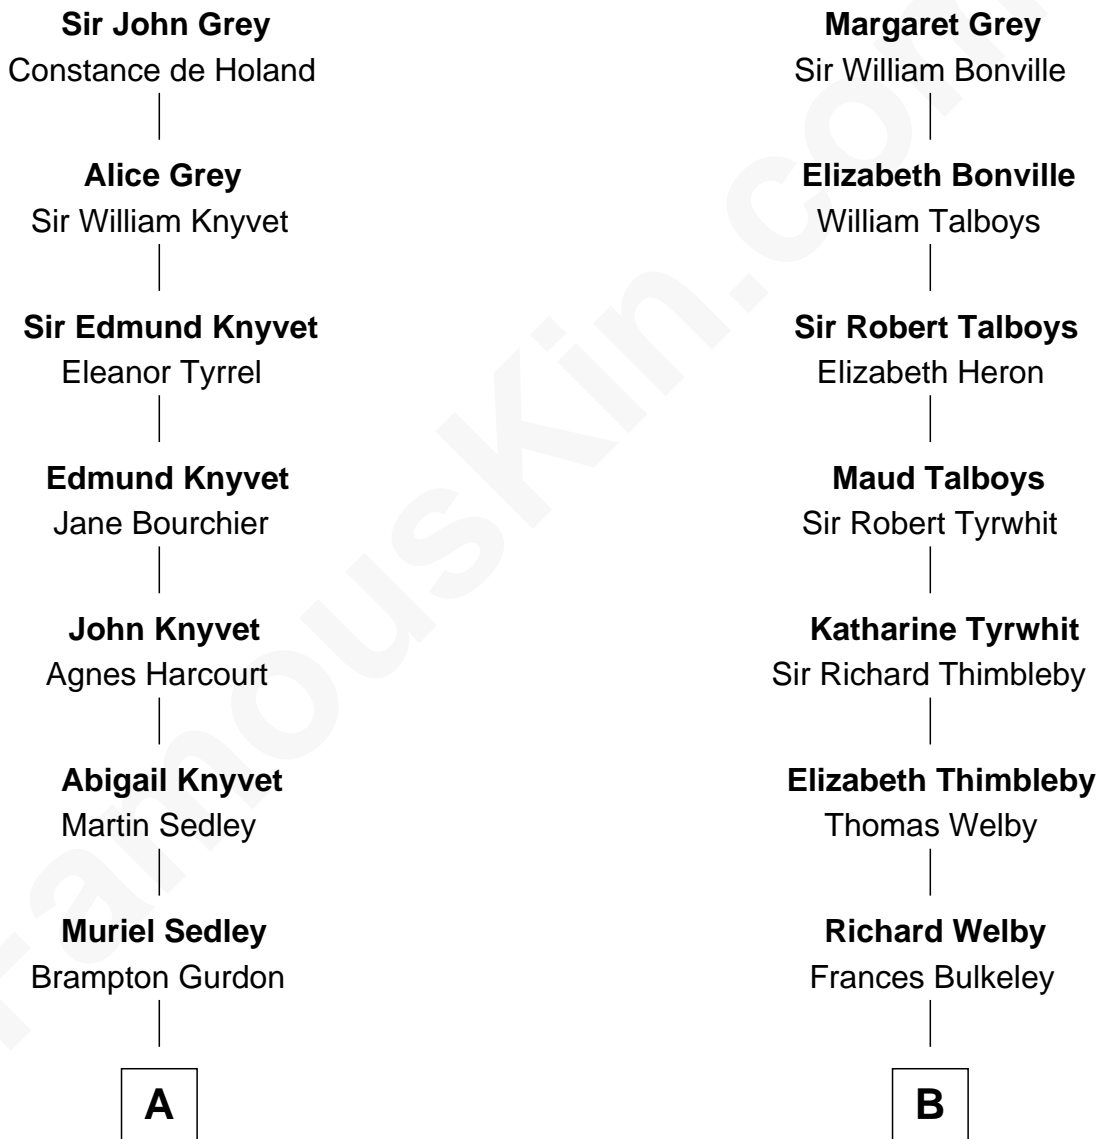 Sir John Grey
Constance de Holand
Alice Grey
Sir William Knyvet
Sir Edmund Knyvet
Eleanor Tyrrel
Edmund Knyvet
Jane Bourchier
John Knyvet
Agnes Harcourt
Abigail Knyvet
Martin Sedley
Muriel Sedley
Brampton Gurdon
A
Margaret Grey
Sir William Bonville
Elizabeth Bonville
William Talboys
Sir Robert Talboys
Elizabeth Heron
Maud Talboys
Sir Robert Tyrwhit
Katharine Tyrwhit
Sir Richard Thimbleby
Elizabeth Thimbleby
Thomas Welby
Richard Welby
Frances Bulkeley
B
FamousKin.com